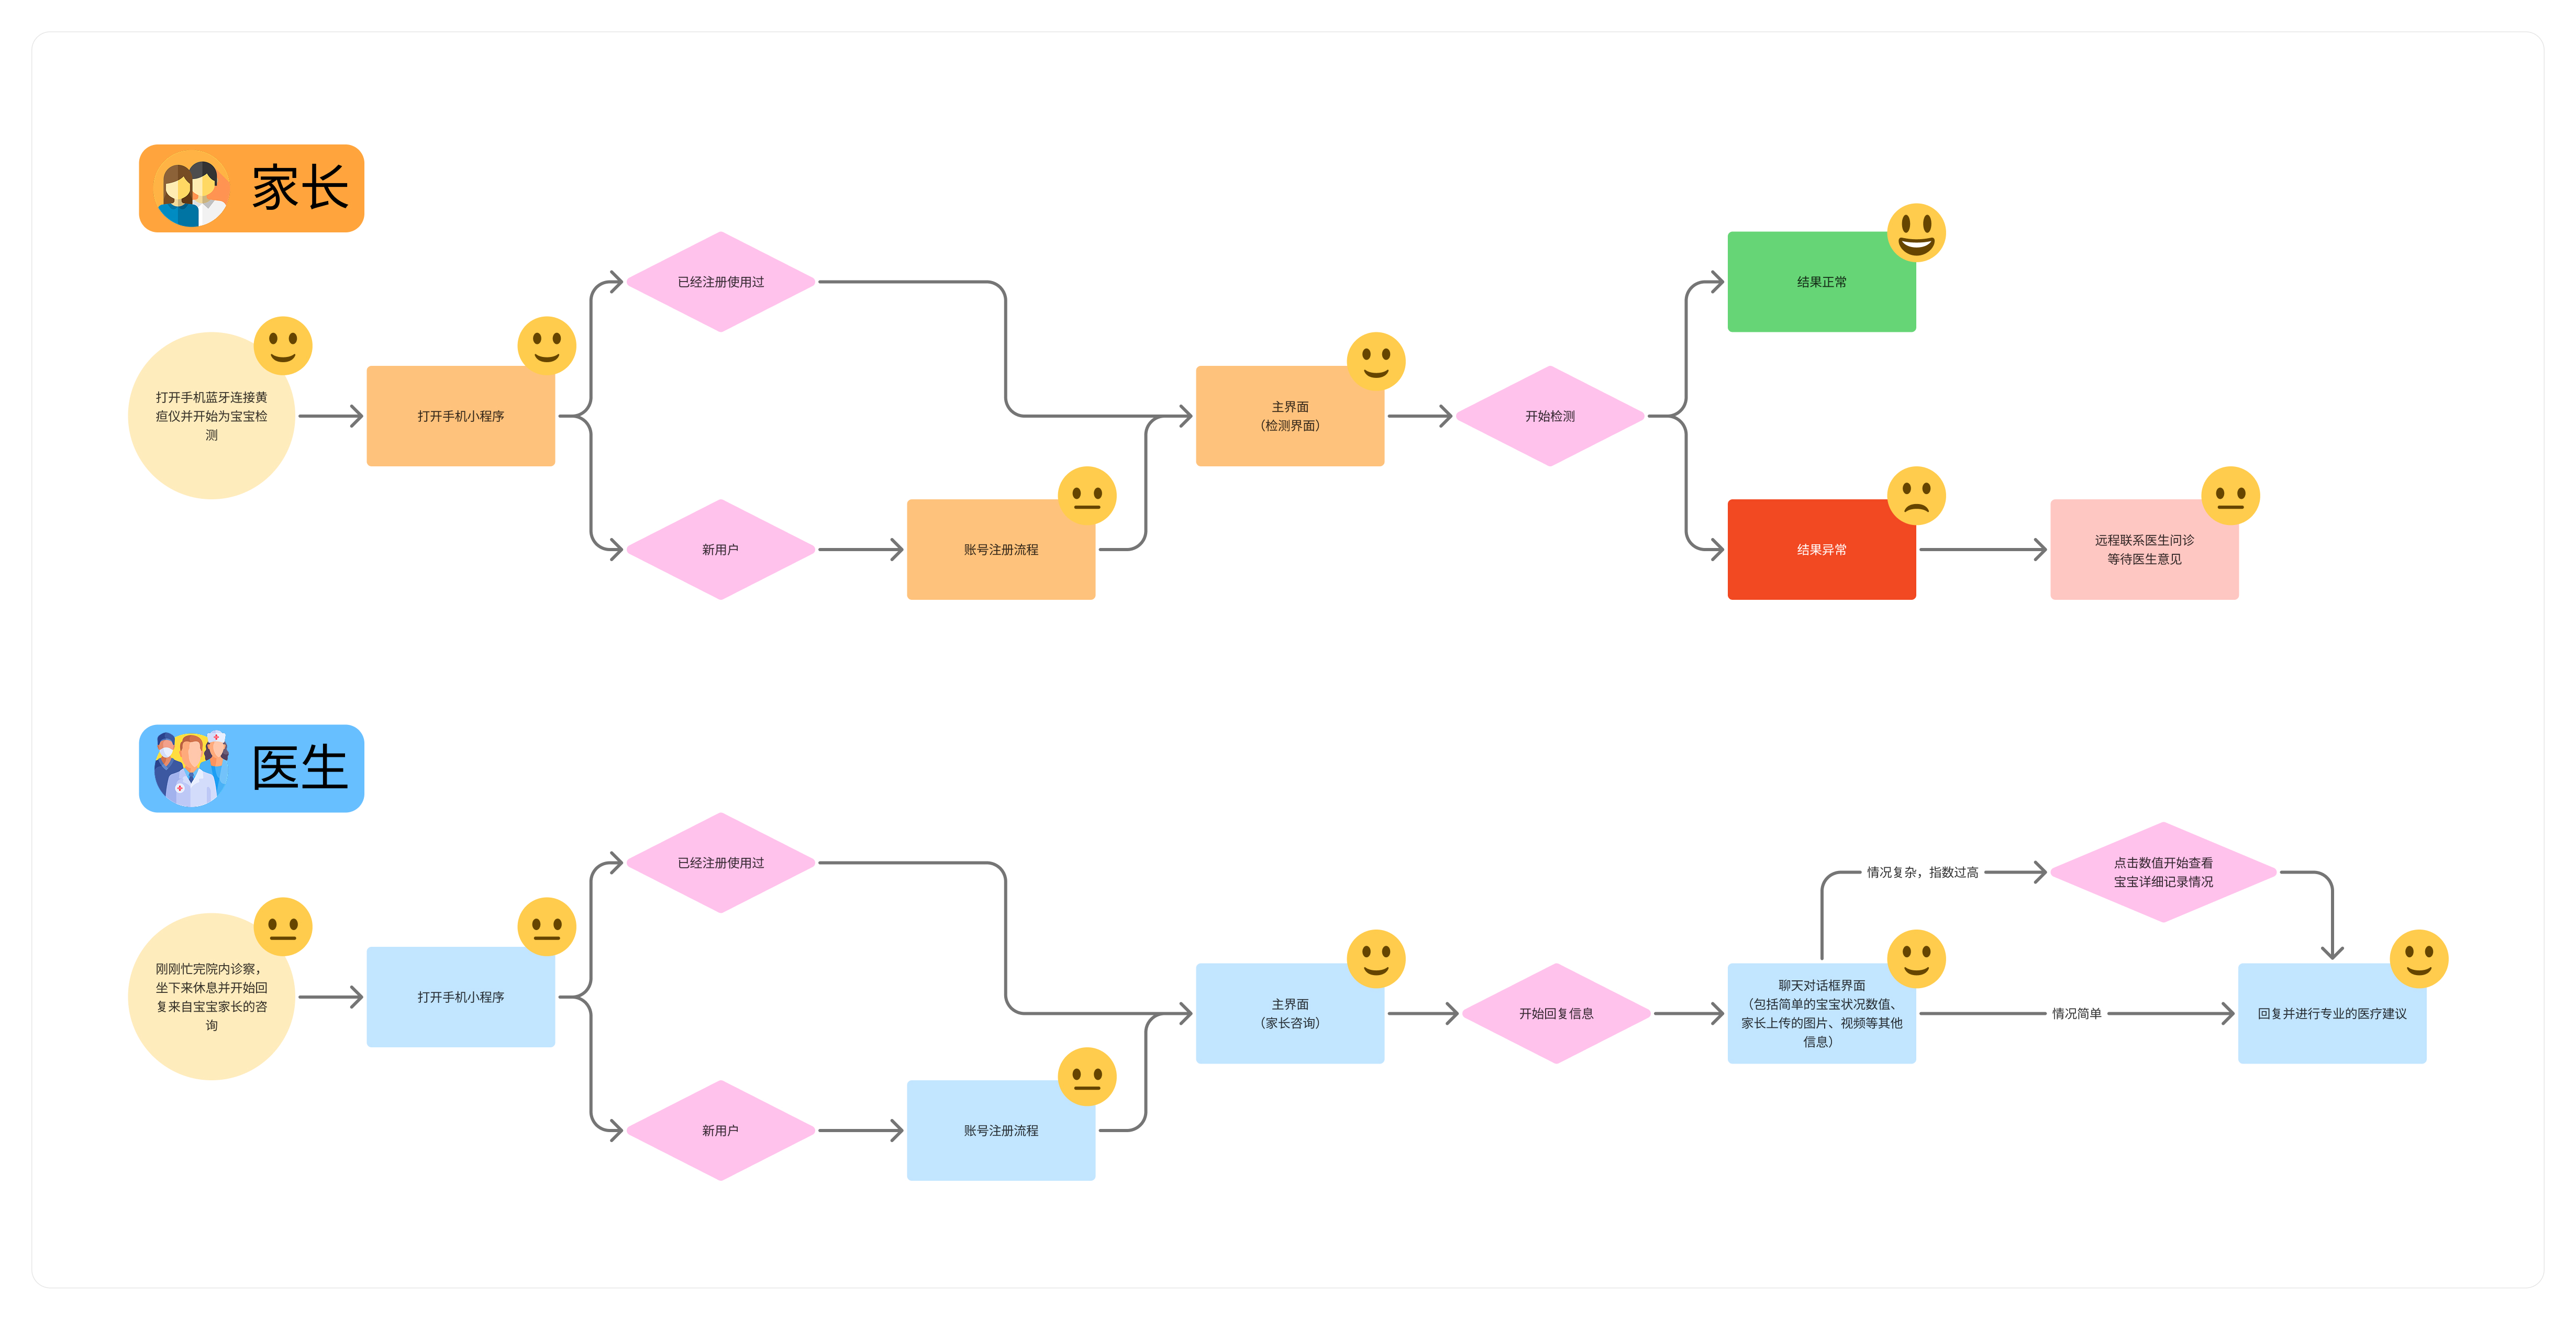 家长
打开手机蓝牙连接黄
疸仪并开始为宝宝检
测
打开手机小程序
已经注册使用过
新用户
账号注册流程
主界面
（检测界面）
开始检测
结果正常
结果异常
远程联系医生问诊
等待医生意见
医生
刚刚忙完院内诊察，
坐下来休息并开始回
复来自宝宝家长的咨
询
打开手机小程序
已经注册使用过
新用户
账号注册流程
主界面
（家长咨询）
开始回复信息
聊天对话框界面
（包括简单的宝宝状况数值、
家长上传的图片、视频等其他
信息）
情况复杂，指数过高
点击数值开始查看
宝宝详细记录情况
情况简单
回复并进行专业的医疗建议